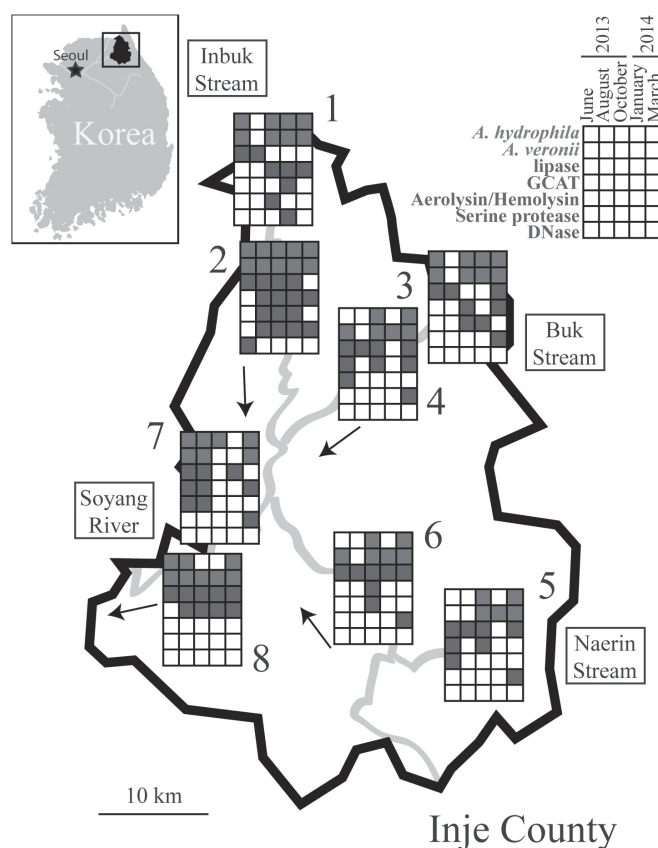 Seoul
Korea
Inbuk
Stream
2013
2014
June
August
October
January
March
A. hydrophila
A. veronii
lipase
GCAT
Aerolysin/Hemolysin
Serine protease
DNase
1
2
3
4
Buk
Stream
7
Soyang
River
6
5
8
Naerin
Stream
10 km
Inje County